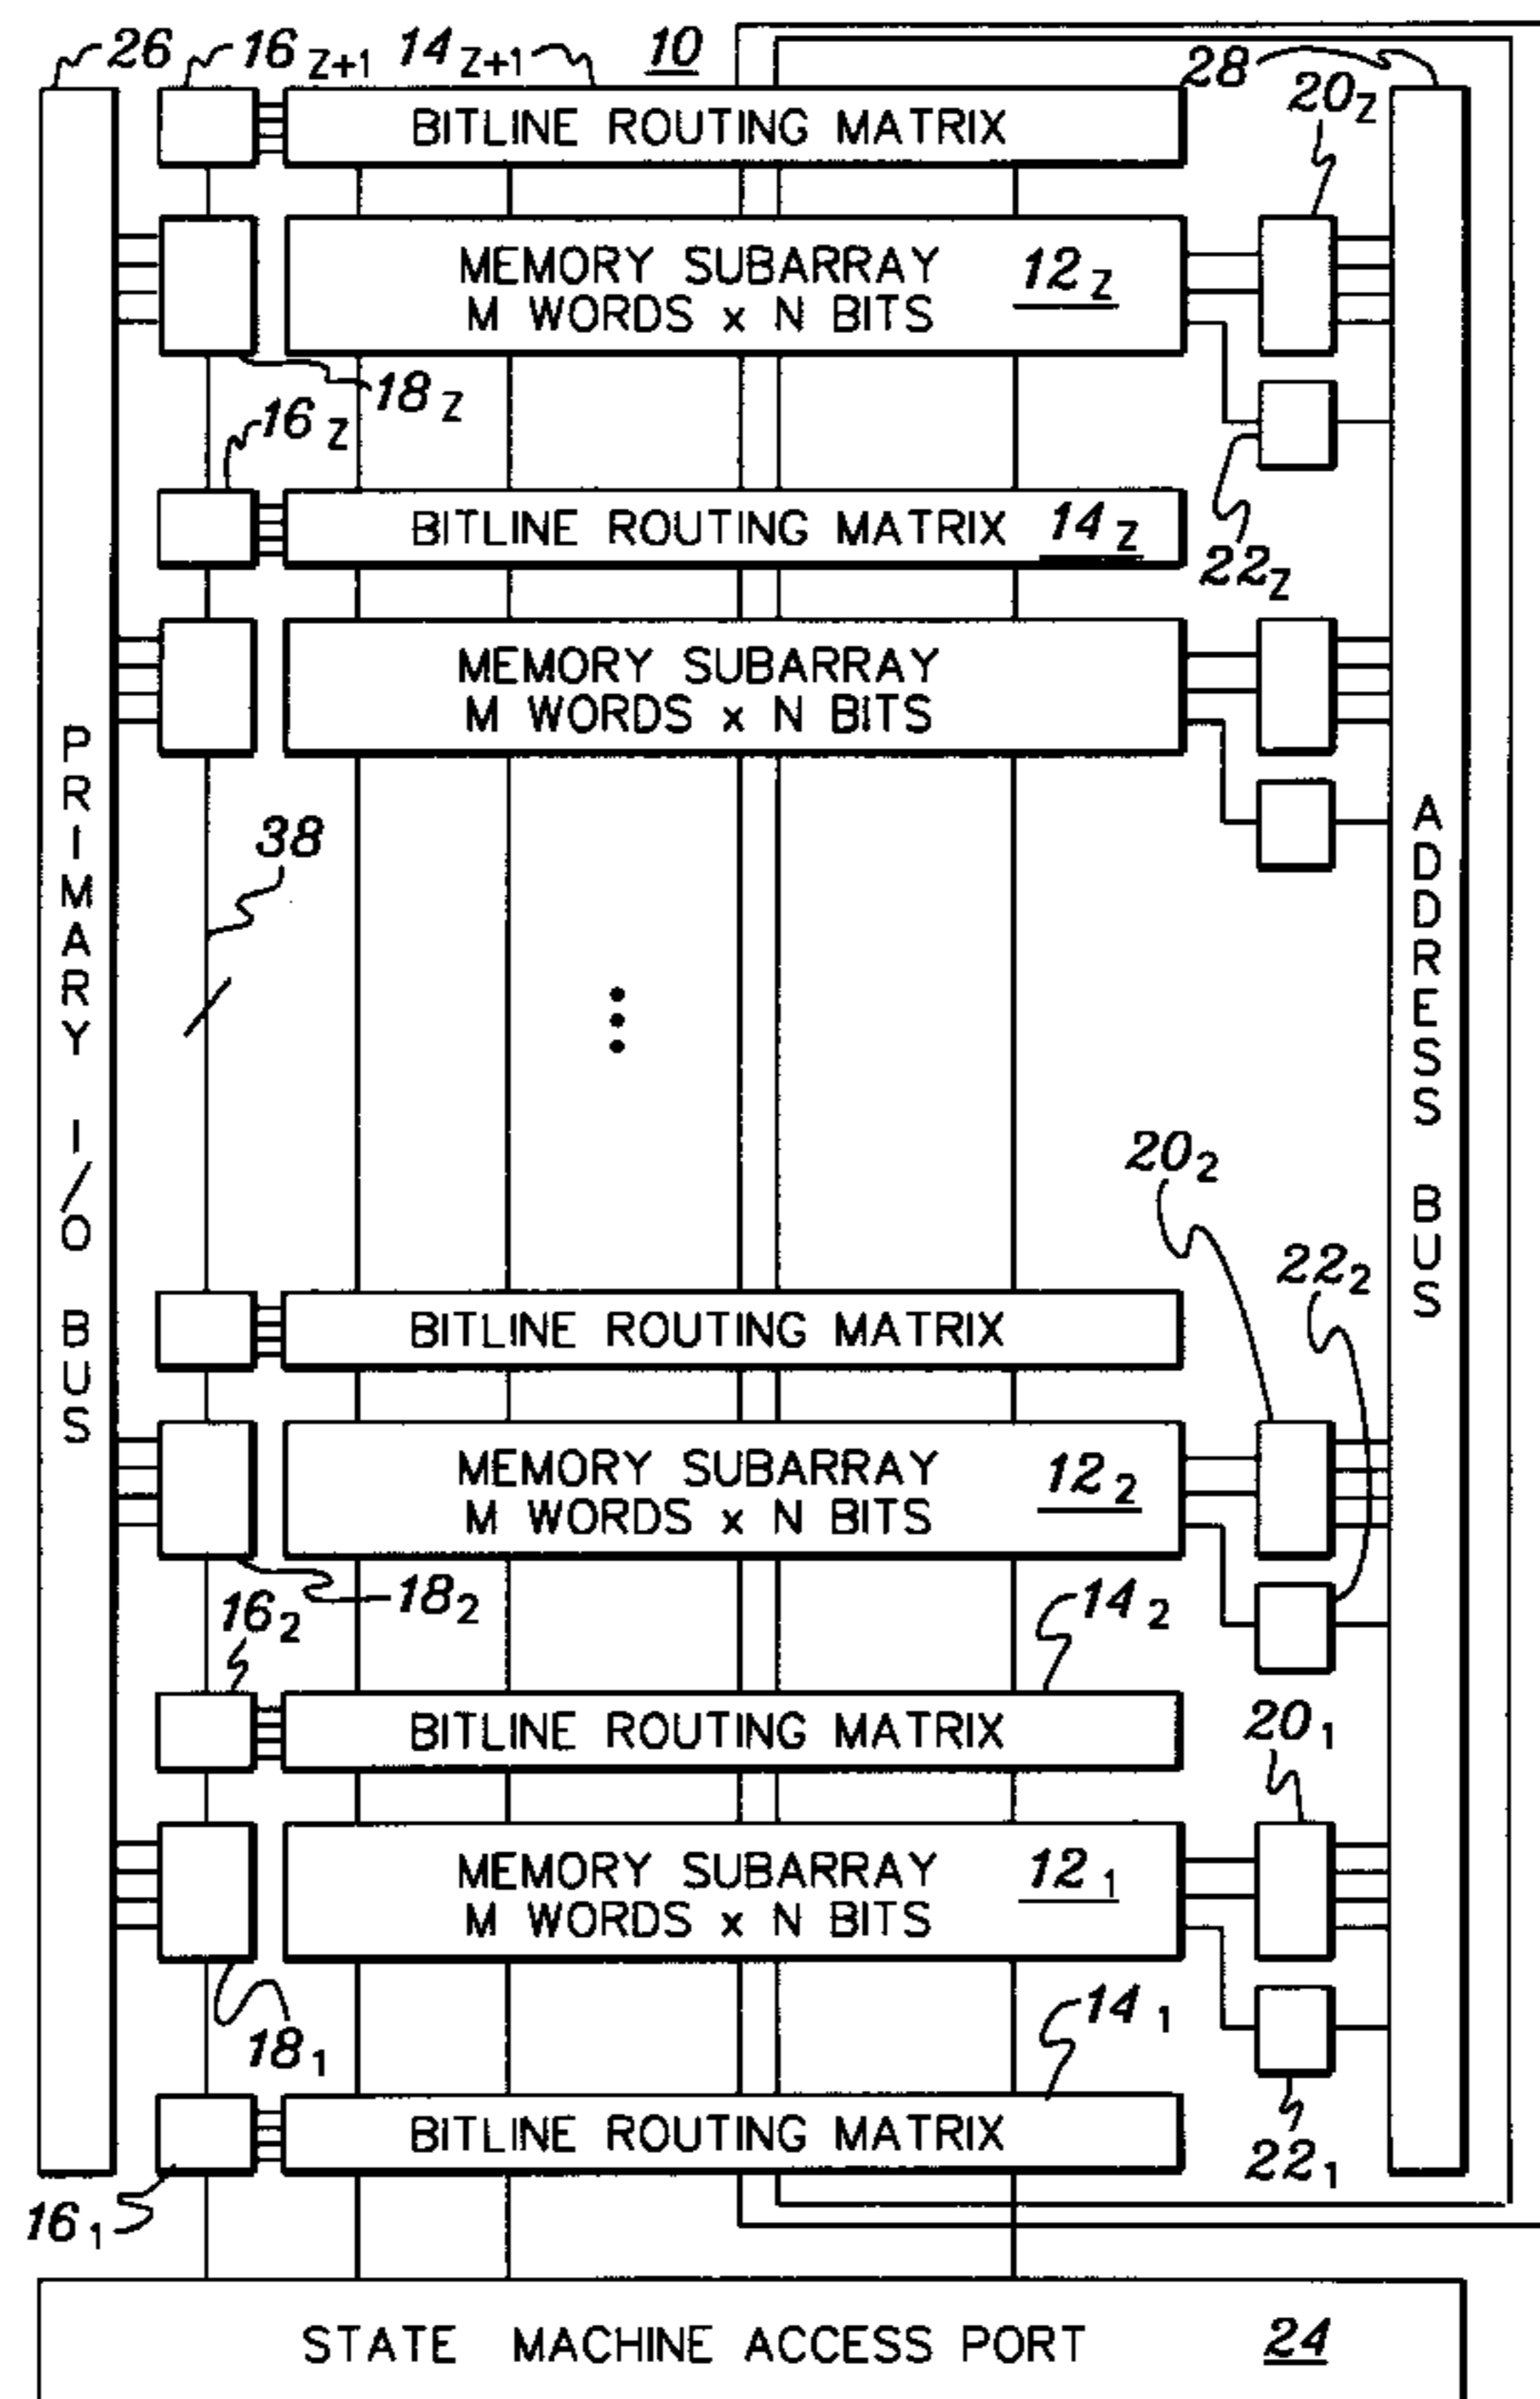 26 16Z+1 14Z+1 10 28 20Z
BITLINE ROUTING MATRIX
MEMORY SUBARRAY 12Z
M WORDS x N BITS
18Z
16Z
BITLINE ROUTING MATRIX 14Z
22Z
MEMORY SUBARRAY
M WORDS x N BITS
PRIMARY I/O BUS
38
ADDRESS BUS
202
222
BITLINE ROUTING MATRIX
MEMORY SUBARRAY 122
M WORDS x N BITS
182
162
142
BITLINE ROUTING MATRIX
201
MEMORY SUBARRAY 121
M WORDS x N BITS
141
181
BITLINE ROUTING MATRIX
221
161
STATE MACHINE ACCESS PORT 24